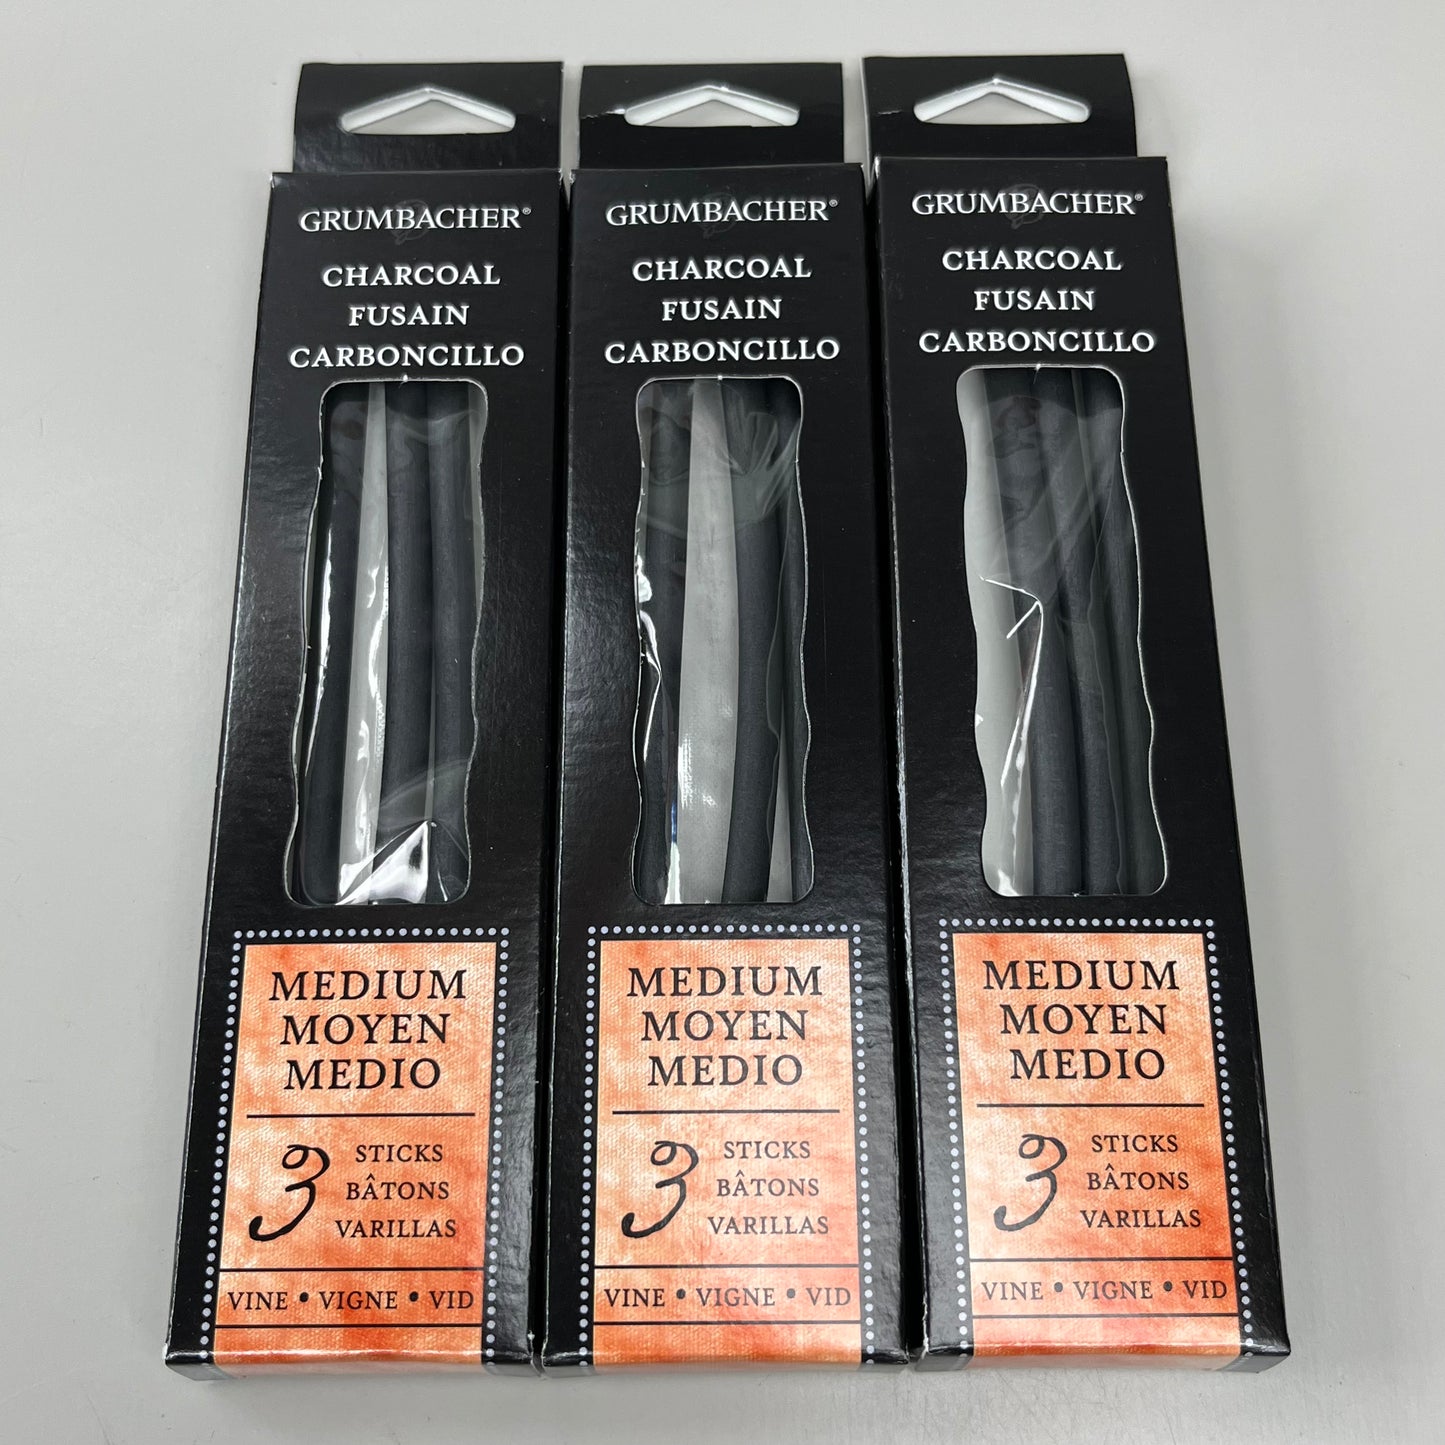 GRUMBACHER®
CHARCOAL
FUSAIN
CARBONCILLO
MEDIUM
MOYEN
MEDIO
3
STICKS
BÂTONS
VARILLAS
VINE • VIGNE • VID
GRUMBACHER®
CHARCOAL
FUSAIN
CARBONCILLO
MEDIUM
MOYEN
MEDIO
3
STICKS
BÂTONS
VARILLAS
VINE • VIGNE • VID
GRUMBACHER®
CHARCOAL
FUSAIN
CARBONCILLO
MEDIUM
MOYEN
MEDIO
3
STICKS
BÂTONS
VARILLAS
VINE • VIGNE • VID